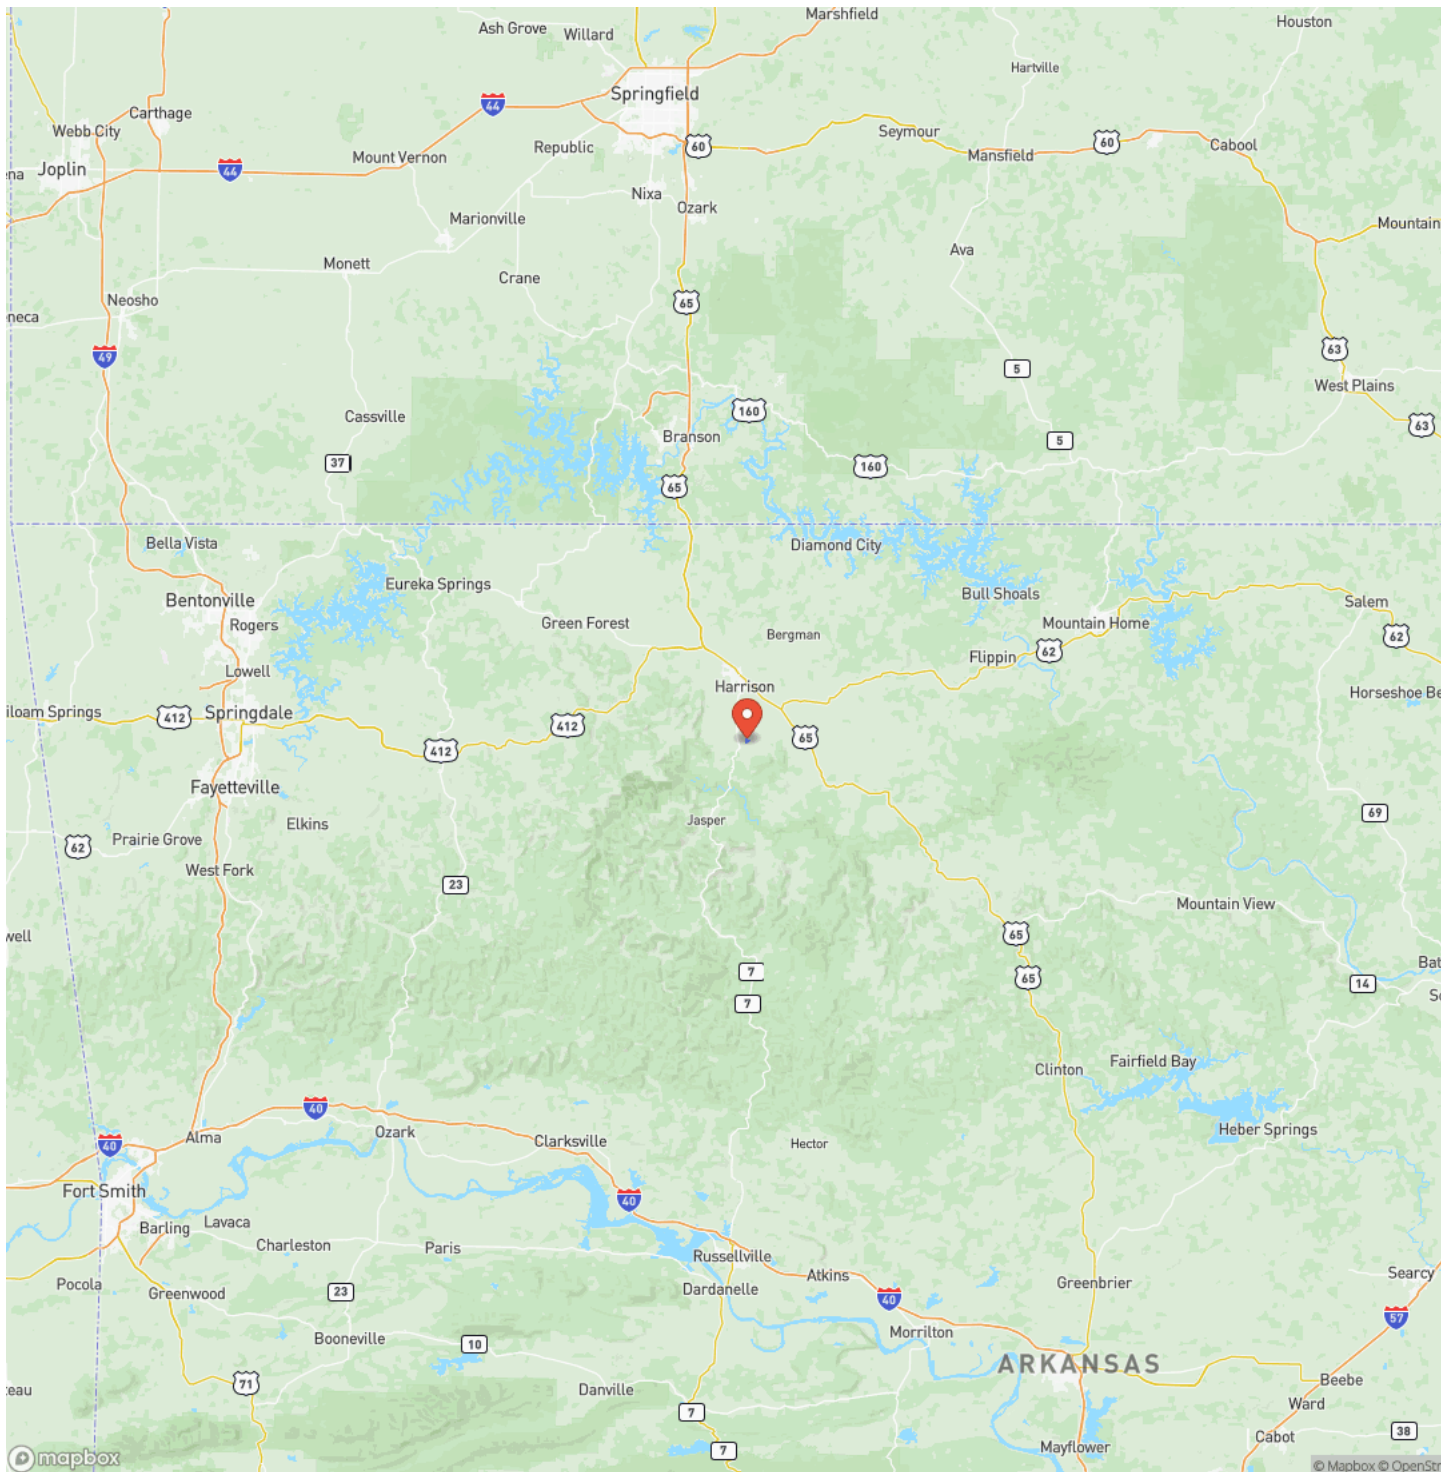 Marshfield
Houston
Ash Grove
Willard
Hartville
Springfield
44
Carthage
Webb City
Seymour
60
60
Cabool
Republic
Mount Vernon
Mansfield
Joplin
44
ena
Nixa
Ozark
Marionville
Mountain
Ava
Monett
Crane
Neosho
65
neca
49
63
5
West Plains
Cassville
160
63
Branson
5
37
160
65
Bella Vista
Diamond City
Eureka Springs
Bull Shoals
Bentonville
Salem
Rogers
Green Forest
Mountain Home
62
Bergman
62
Flippin
Lowell
Harrison
Horseshoe Be
iloam Springs
412
Springdale
412
65
412
Fayetteville
69
Jasper
Elkins
Prairie Grove
62
West Fork
23
Mountain View
well
65
Bat
7
65
14
7
Fairfield Bay
Clinton
40
Heber Springs
Ozark
Alma
Clarksville
Hector
40
Fort Smith
40
Lavaca
Barling
Charleston
Paris
Russellville
Searcy
Atkins
Pocola
Greenbrier
Dardanelle
Greenwood
23
40
57
Morrilton
Booneville
10
ARKANSAS
71
Beebe
teau
Danville
Ward
7
38
Cabot
Mayflower
7
mapbox
© Mapbox © OpenStr